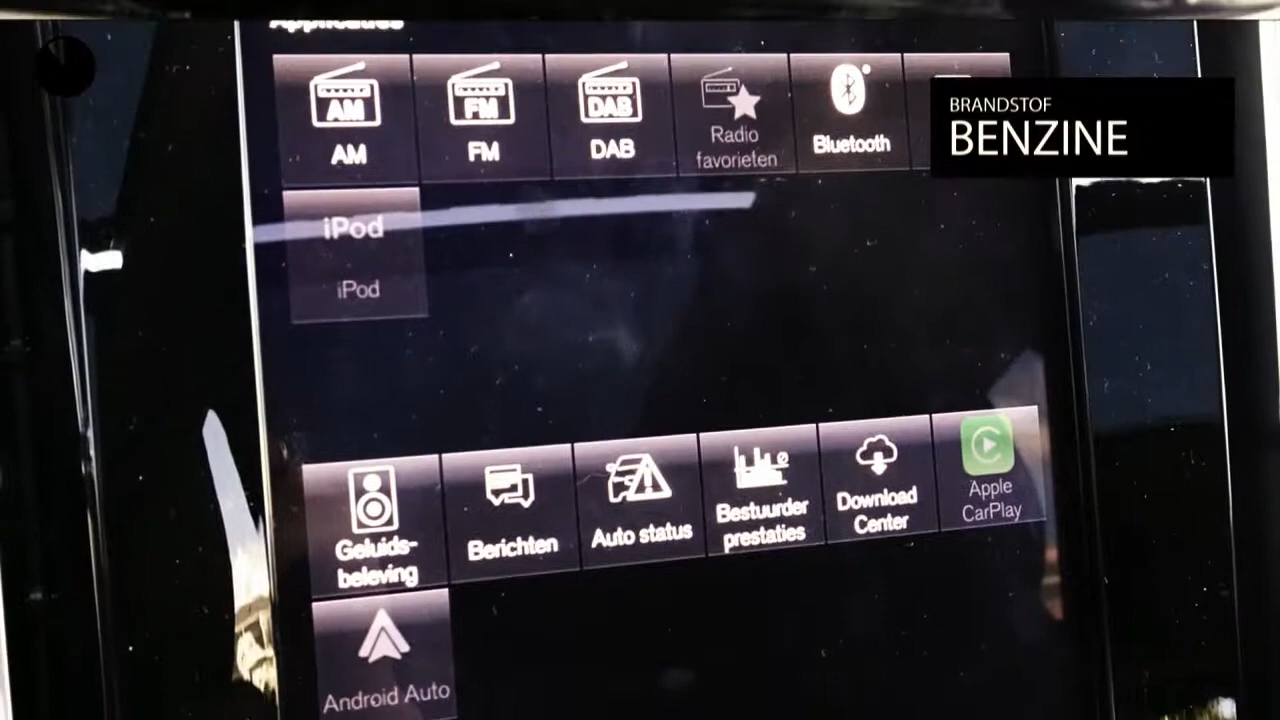 Applicaties
AM
FM
DAB
AM
FM
DAB
Radio
favorieten
Bluetooth
BRANDSTOF
BENZINE
iPod
iPod
Geluids-
beleving
Berichten
Auto status
Bestuurder
prestaties
Download
Center
Apple
CarPlay
Android Auto